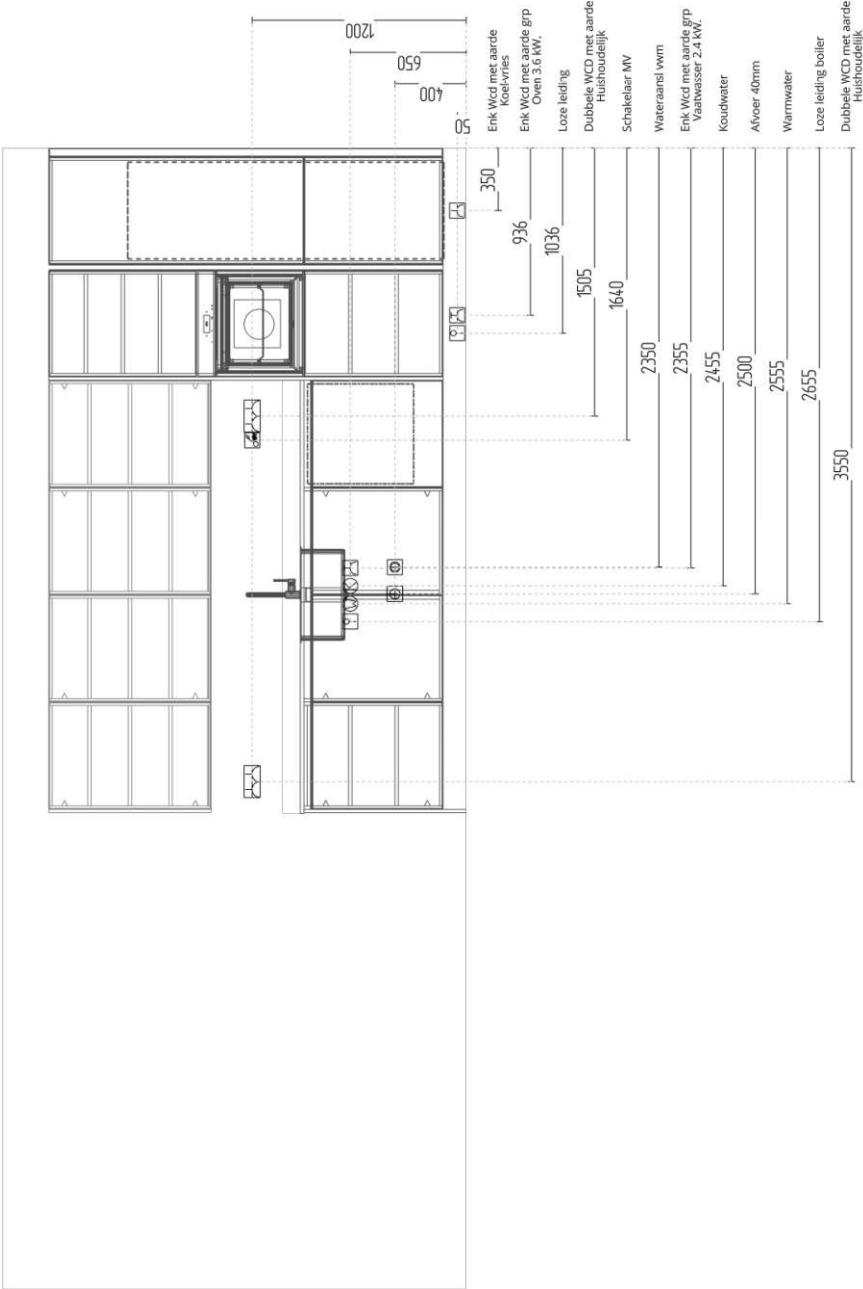 1200
650
400
50
Enk Wcd met aarde
Koel-vries
350
Enk Wcd met aarde grp
Oven 3.6 kW.
936
Loze leiding
1036
Dubbele WCD met aarde
Huishoudelijk
1505
Schakelaar MV
1640
Wateraansl vwm
2350
Enk Wcd met aarde grp
Vaatwasser 2.4 kW.
2355
Koudwater
2455
Afvoer 40mm
2500
Warmwater
2555
Loze leiding boiler
2655
Dubbele WCD met aarde
Huishoudelijk
3550